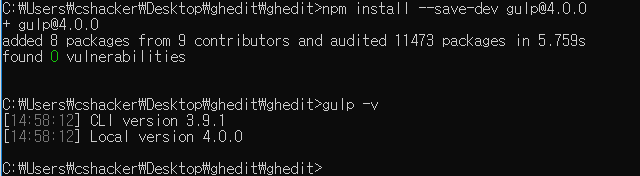 C:₩Users₩cshacker₩Desktop₩ghedit₩ghedit>npm install --save-dev gulp@4.0.0
+ gulp@4.0.0
added 8 packages from 9 contributors and audited 11473 packages in 5.759s
found 0 vulnerabilities
C:₩Users₩cshacker₩Desktop₩ghedit₩ghedit>gulp -v
[14:58:12] CLI version 3.9.1
[14:58:12] Local version 4.0.0
C:₩Users₩cshacker₩Desktop₩ghedit₩ghedit>